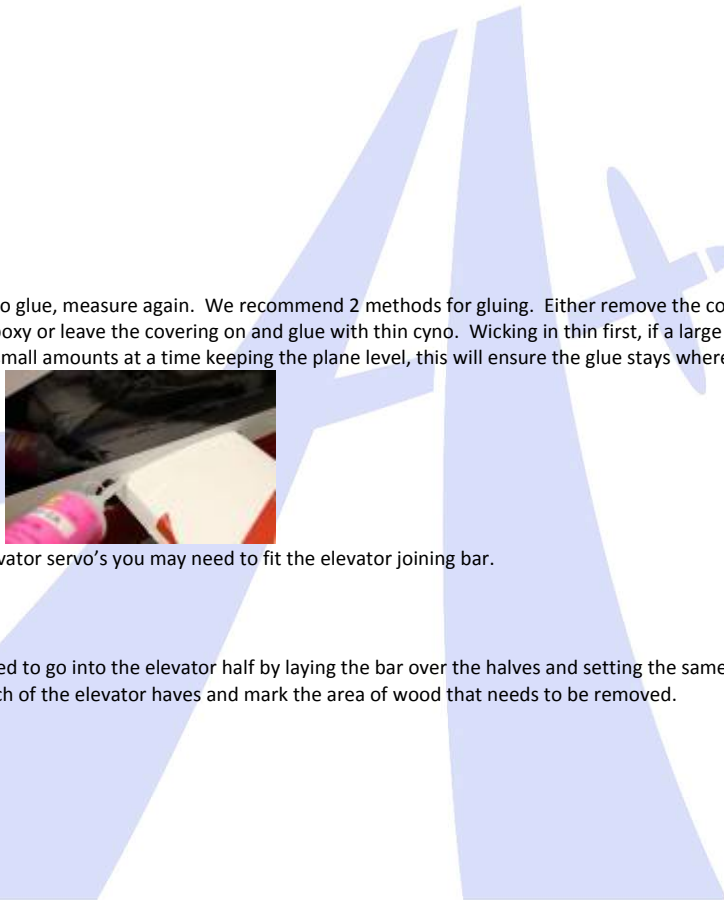 o glue, measure again.  We recommend 2 methods for gluing.  Either remove the co
oxy or leave the covering on and glue with thin cyno.  Wicking in thin first, if a large
mall amounts at a time keeping the plane level, this will ensure the glue stays where
vator servo’s you may need to fit the elevator joining bar.
ed to go into the elevator half by laying the bar over the halves and setting the same
ch of the elevator haves and mark the area of wood that needs to be removed.